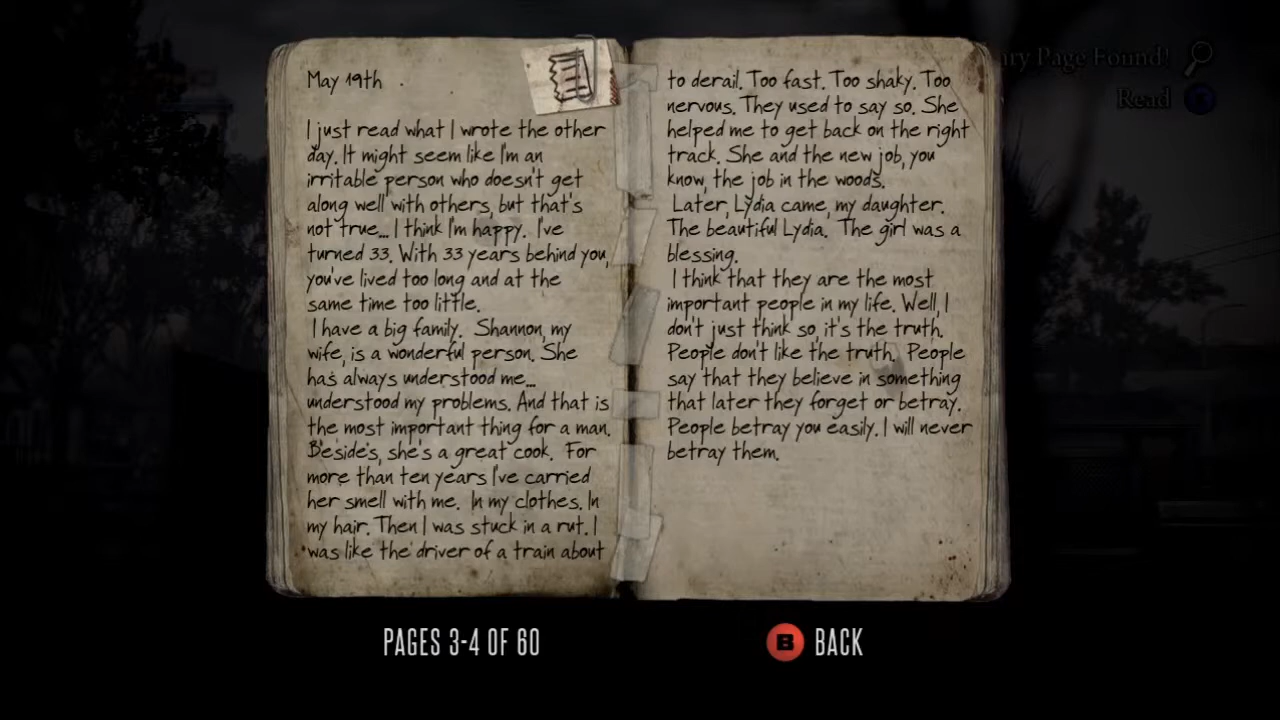 May 19th
I just read what I wrote the other
day. It might seem like I'm an
irritable person who doesn't get
along well with others, but that's
not true... I think I'm happy. I've
turned 33. With 33 years behind you,
you've lived too long and at the
same time too little.
I have a big family. Shannon, my
wife, is a wonderful person. She
has always understood me...
understood my problems. And that is
the most important thing for a man.
Besides, she's a great cook. For
more than ten years I've carried
her smell with me. In my clothes. In
my hair. Then I was stuck in a rut. I
was like the driver of a train about
to derail. Too fast. Too shaky. Too
nervous. They used to say so. She
helped me to get back on the right
track. She and the new job, you
know, the job in the woods.
Later, Lydia came, my daughter.
The beautiful Lydia. The girl was a
blessing.
I think that they are the most
important people in my life. Well, I
don't just think so, it's the truth.
People don't like the truth. People
say that they believe in something
that later they forget or betray.
People betray you easily. I will never
betray them.
Page Found!
Read
PAGES 3-4 OF 60
B BACK